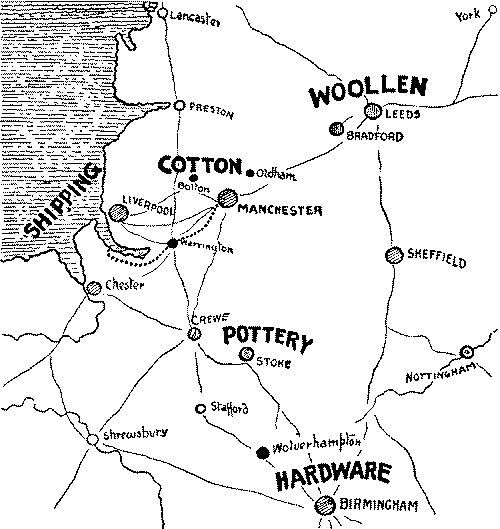 Lancaster
York
PRESTON
WOOLLEN
LEEDS
BRADFORD
COTTON
Oldham
Bolton
SHIPPING
LIVERPOOL
MANCHESTER
Warrington
SHEFFIELD
Chester
CREWE
POTTERY
STOKE
NOTTINGHAM
Stafford
Shrewsbury
Wolverhampton
HARDWARE
BIRMINGHAM